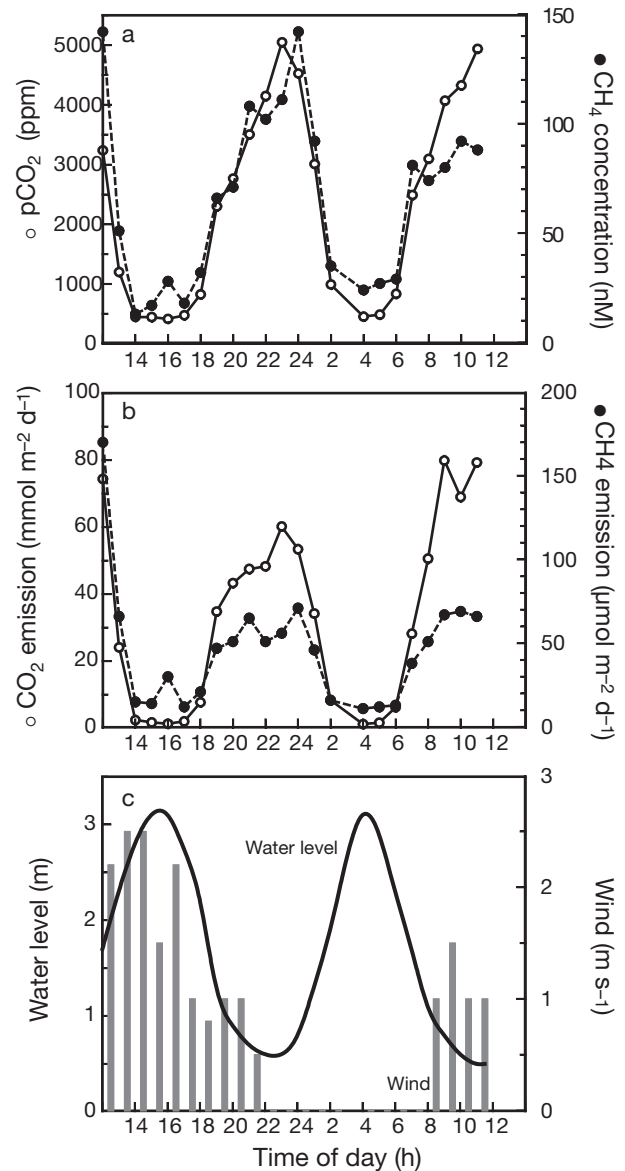 a
5000
4000
3000
2000
1000
0
○ pCO2 (ppm)
150
100
50
0
● CH4 concentration (nM)
14 16 18 20 22 24 2 4 6 8 10 12 14
b
100
80
60
40
20
0
○ CO2 emission (mmol m–2 d–1)
200
150
100
50
0
● CH4 emission (µmol m–2 d–1)
14 16 18 20 22 24 2 4 6 8 10 12
c
3
2
1
0
Water level (m)
Water level
Wind
3
2
1
0
Wind (m s–1)
14 16 18 20 22 24 2 4 6 8 10 12
Time of day (h)